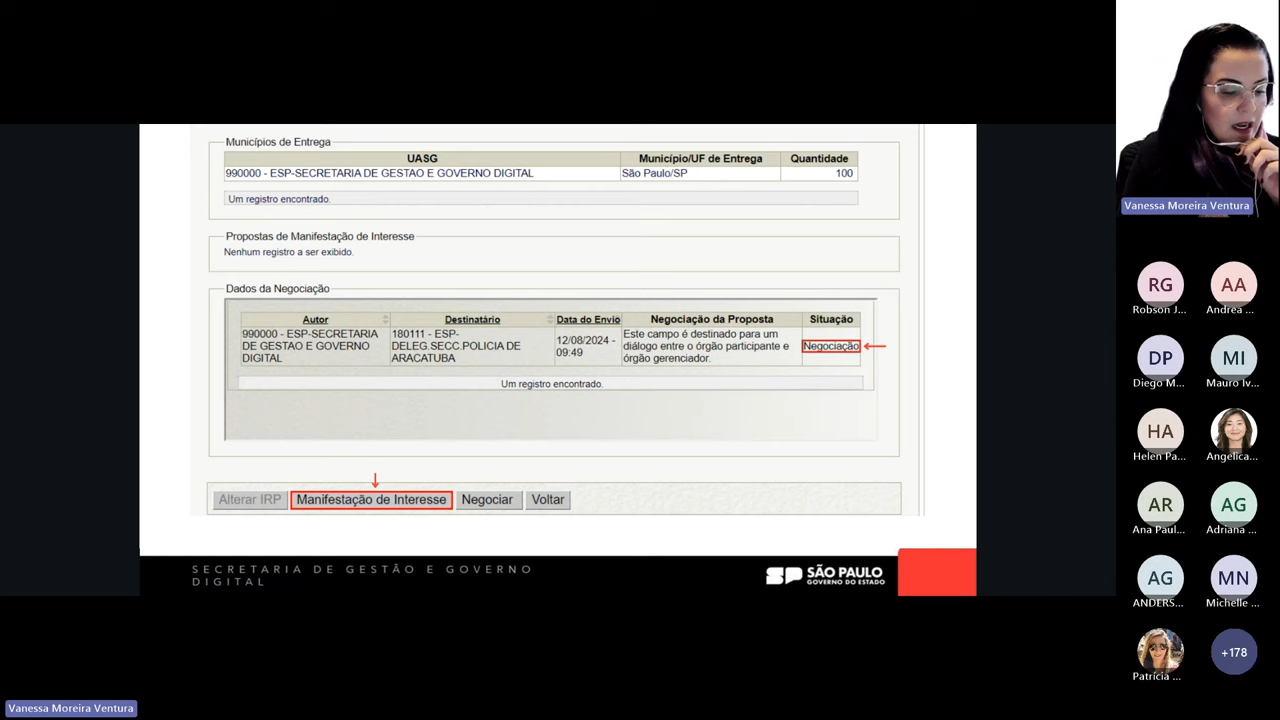 Municípios de Entrega
UASG Município/UF de Entrega Quantidade
990000 - ESP-SECRETARIA DE GESTAO E GOVERNO DIGITAL São Paulo/SP 100
Um registro encontrado.
Propostas de Manifestação de Interesse
Nenhum registro a ser exibido.
Dados da Negociação
Autor Destinatário Data do Envio Negociação da Proposta Situação
990000 - ESP-SECRETARIA
DE GESTAO E GOVERNO
DIGITAL
180111 - ESP-
DELEG.SECC.POLICIA DE
ARACATUBA
12/08/2024 -
09:49
Este campo é destinado para um
diálogo entre o órgão participante e
órgão gerenciador.
Negociação
Um registro encontrado.
Alterar IRP Manifestação de Interesse Negociar Voltar
SECRETARIA DE GESTÃO E GOVERNO
DIGITAL
SP SÃO PAULO
GOVERNO DO ESTADO
Vanessa Moreira Ventura
RG AA
Robson J... Andrea ...
DP MI
Diego M... Mauro Iv...
HA
Helen Pa... Angelica...
AR AG
Ana Paul... Adriana ...
AG MN
ANDERS... Michelle ...
+178
Patrícia ...
Vanessa Moreira Ventura